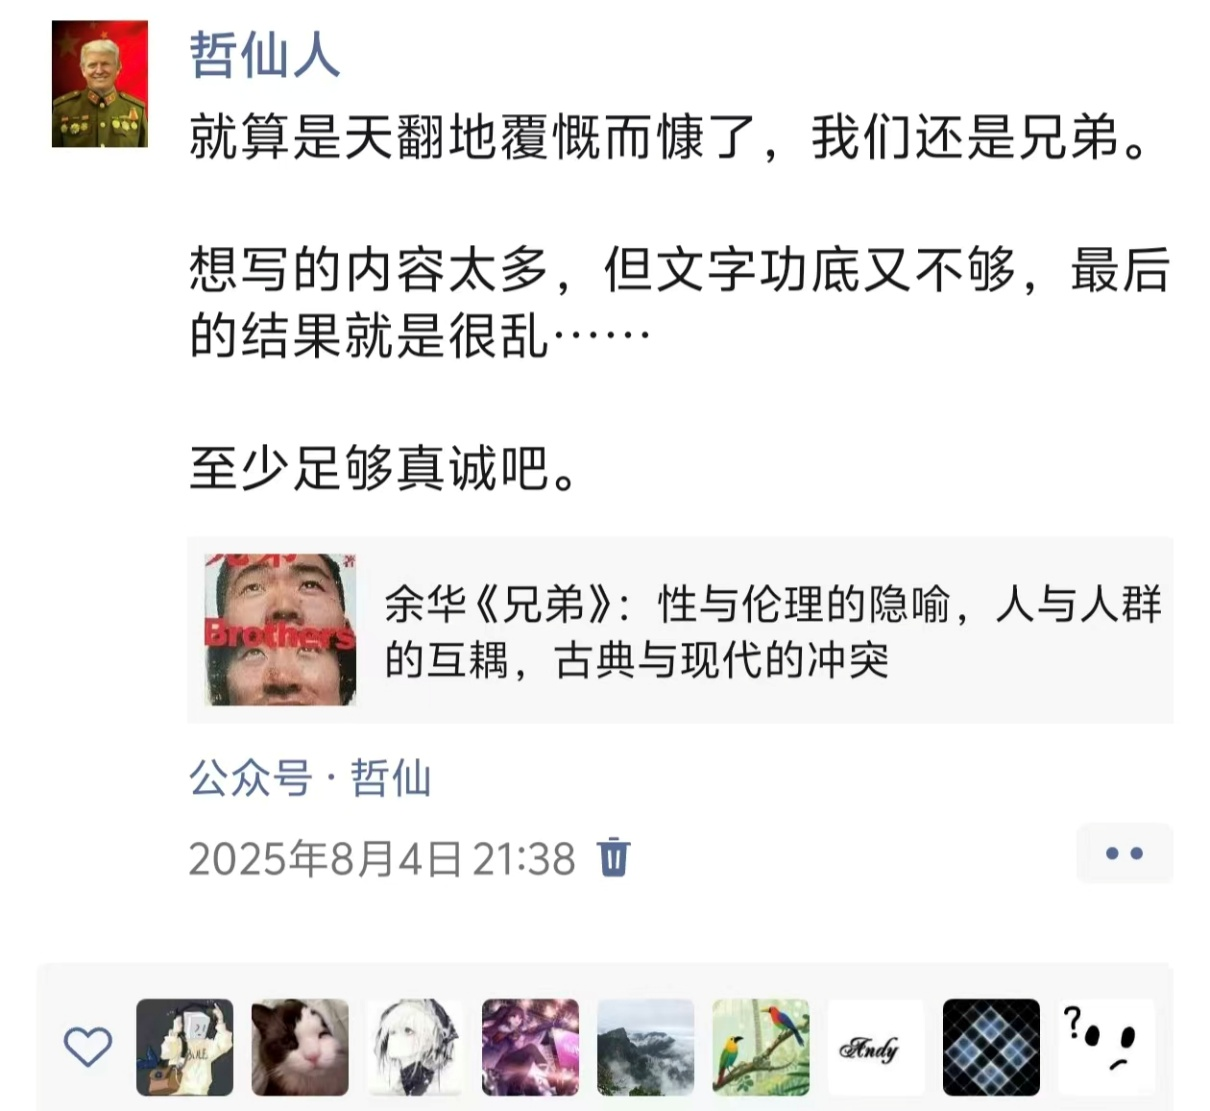 哲仙人
就算是天翻地覆慨而慷了，我们还是兄弟。
想写的内容太多，但文字功底又不够，最后
的结果就是很乱……
至少足够真诚吧。
著
Brothers
余华《兄弟》：性与伦理的隐喻，人与人群
的互耦，古典与现代的冲突
公众号 · 哲仙
2025年8月4日 21:38
Andy
?